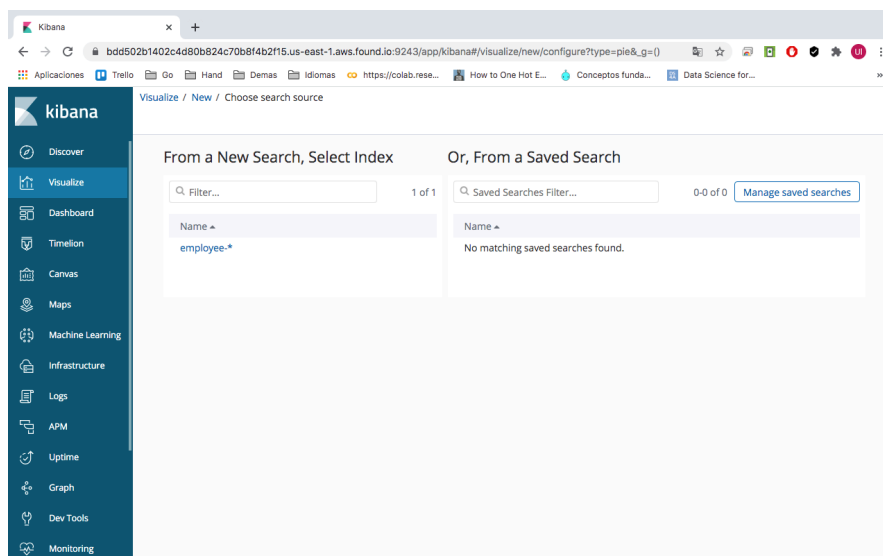 Kibana
bdd502b1402c4d80b824c70b8f4b2f15.us-east-1.aws.found.io:9243/app/kibana#/visualize/new/configure?type=pie&_g=()
UI
Aplicaciones Trello Go Hand Demas Idiomas https://colab.rese... How to One Hot E... Conceptos funda... Data Science for... »
kibana
Visualize / New / Choose search source
Discover
Visualize
Dashboard
Timelion
Canvas
Maps
Machine Learning
Infrastructure
Logs
APM
Uptime
Graph
Dev Tools
Monitoring
From a New Search, Select Index
Filter...
1 of 1
Name
employee-*
Or, From a Saved Search
Saved Searches Filter...
0-0 of 0
Manage saved searches
Name
No matching saved searches found.